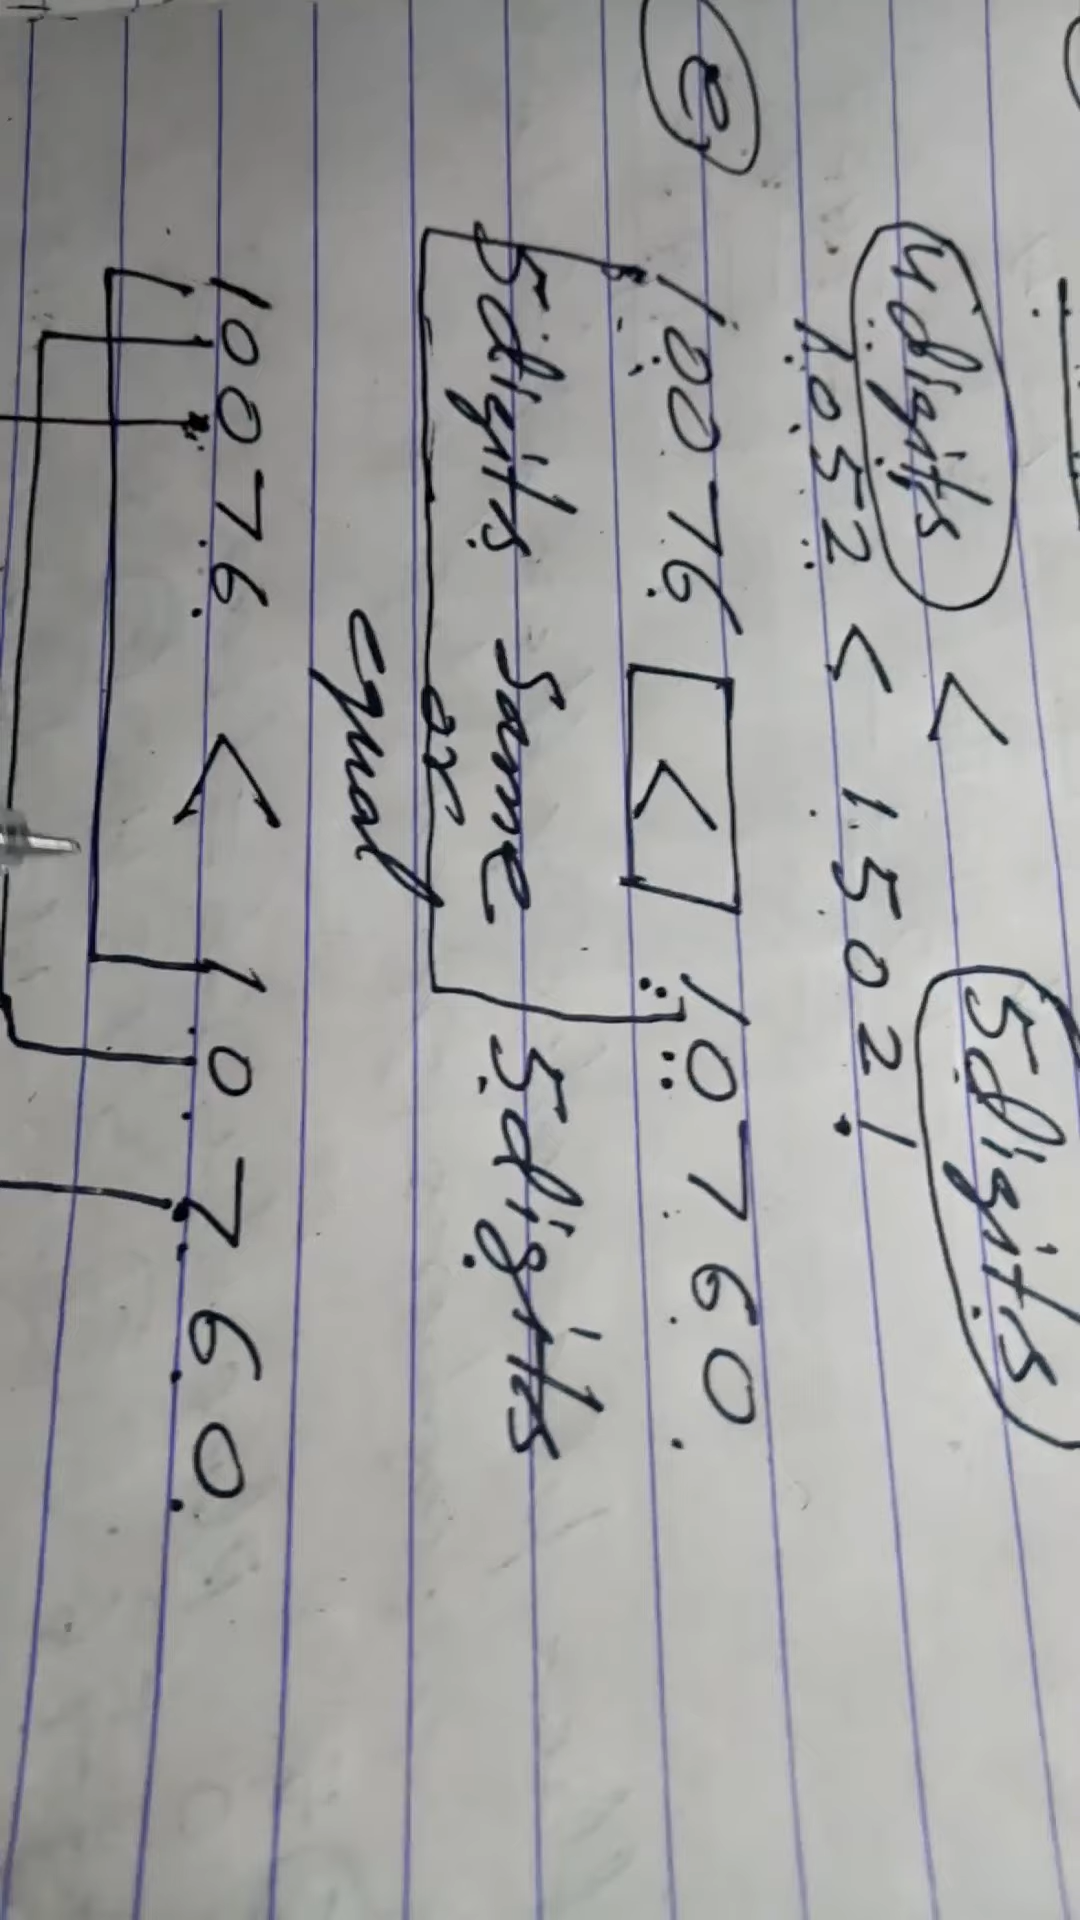 4 digits < 5 digits
1052 < 15021
e 10076 < 10760
5 digits same 5 digits
or
equal
10076 < 10760